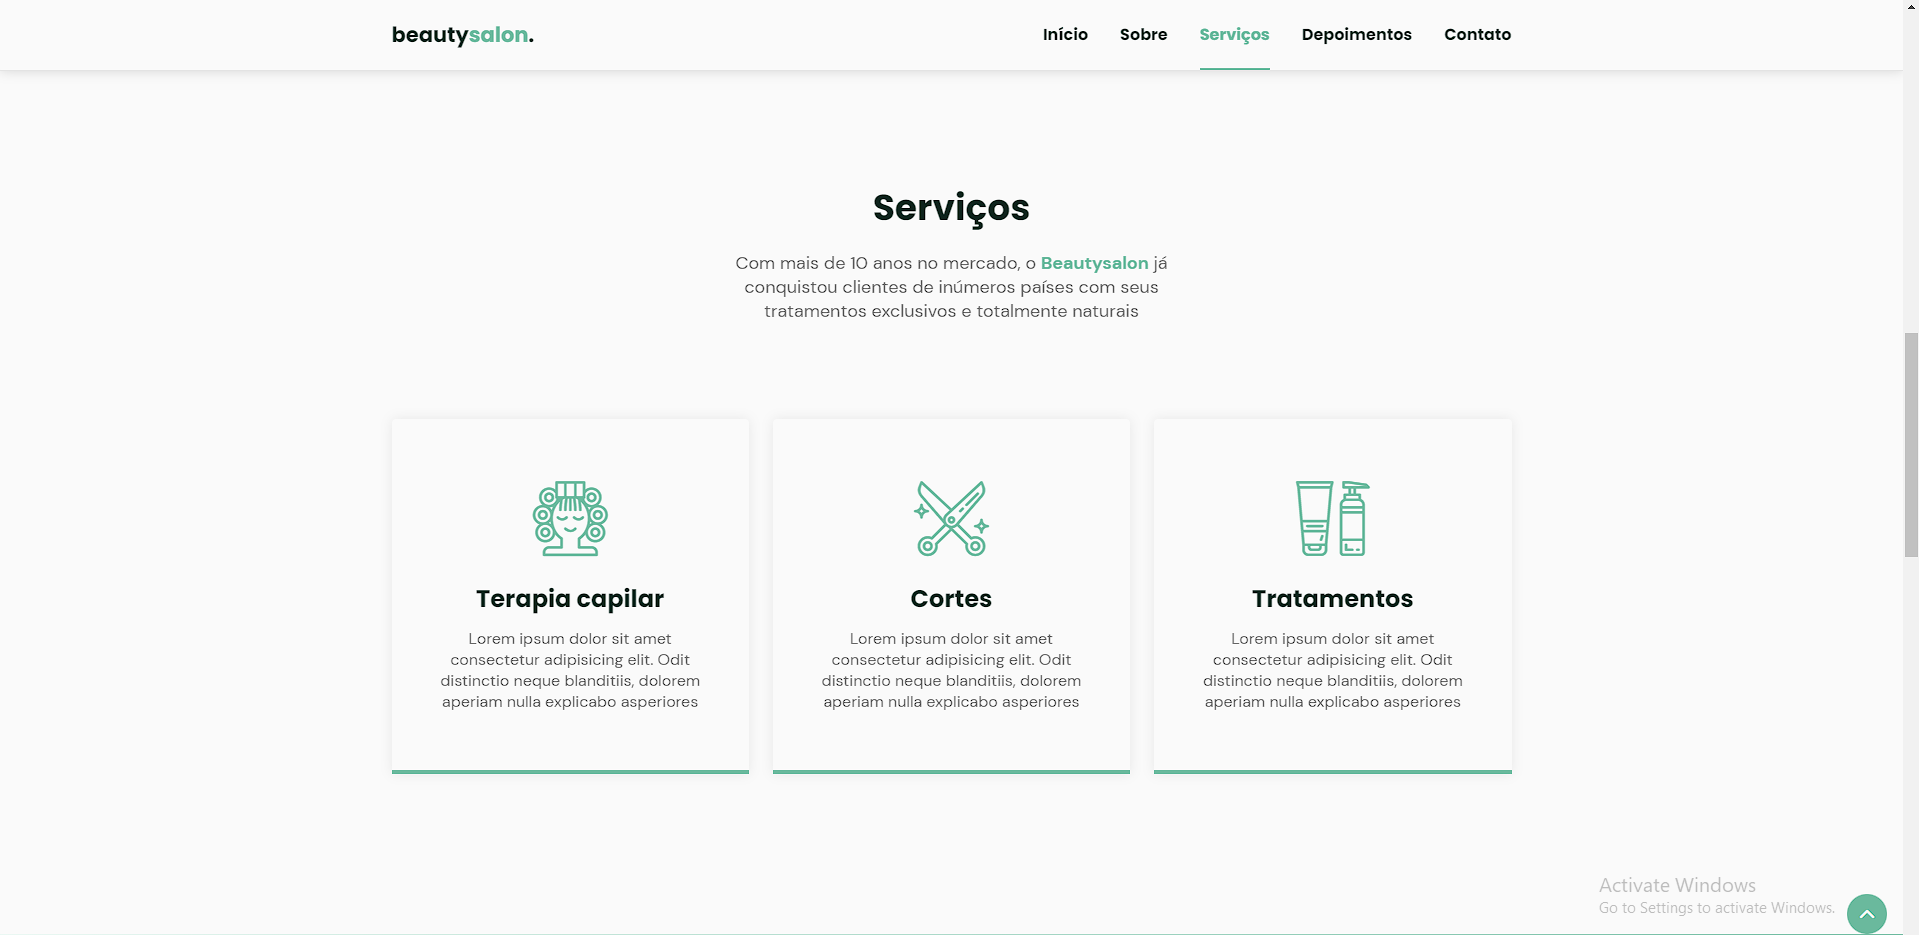 beautysalon.
Início
Sobre
Serviços
Depoimentos
Contato
Serviços
Com mais de 10 anos no mercado, o Beautysalon já
conquistou clientes de inúmeros países com seus
tratamentos exclusivos e totalmente naturais
Terapia capilar
Lorem ipsum dolor sit amet
consectetur adipisicing elit. Odit
distinctio neque blanditiis, dolorem
aperiam nulla explicabo asperiores
Cortes
Lorem ipsum dolor sit amet
consectetur adipisicing elit. Odit
distinctio neque blanditiis, dolorem
aperiam nulla explicabo asperiores
Tratamentos
Lorem ipsum dolor sit amet
consectetur adipisicing elit. Odit
distinctio neque blanditiis, dolorem
aperiam nulla explicabo asperiores
Activate Windows
Go to Settings to activate Windows.